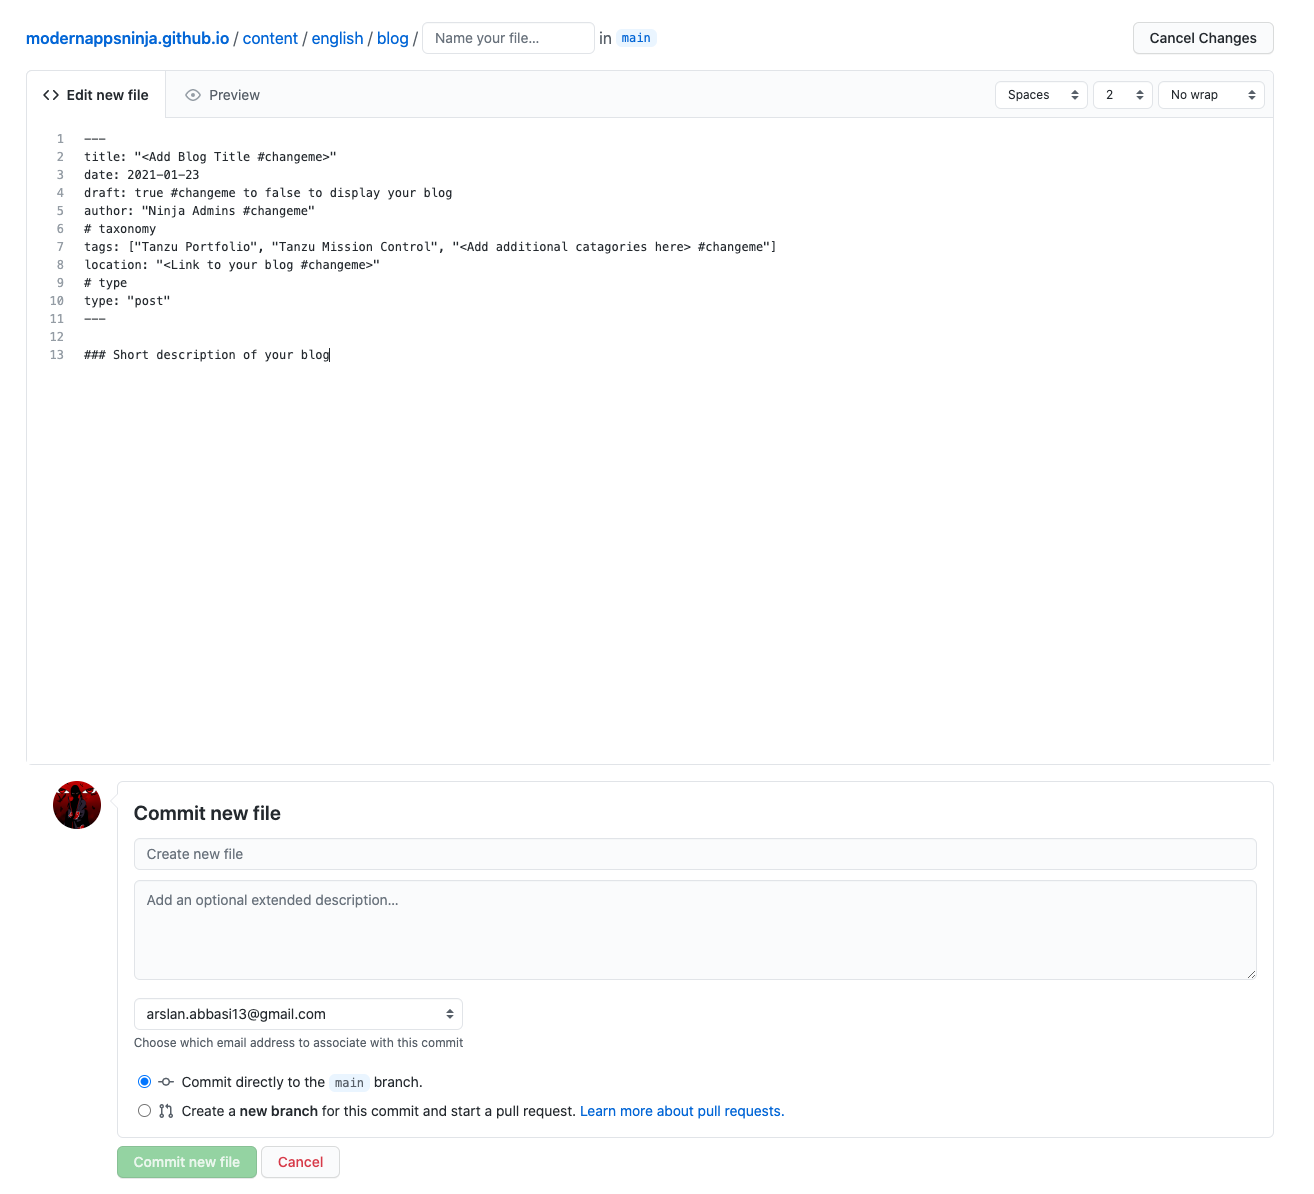 modernappsninja.github.io / content / english / blog / Name your file... in main Cancel Changes
Edit new file Preview Spaces 2 No wrap
1 ---
2 title: "<Add Blog Title #changeme>"
3 date: 2021-01-23
4 draft: true #changeme to false to display your blog
5 author: "Ninja Admins #changeme"
6 # taxonomy
7 tags: ["Tanzu Portfolio", "Tanzu Mission Control", "<Add additional catagories here> #changeme"]
8 location: "<Link to your blog #changeme>"
9 # type
10 type: "post"
11 ---
12
13 ### Short description of your blog
Commit new file
Create new file
Add an optional extended description...
arslan.abbasi13@gmail.com
Choose which email address to associate with this commit
Commit directly to the main branch.
Create a new branch for this commit and start a pull request. Learn more about pull requests.
Commit new file Cancel